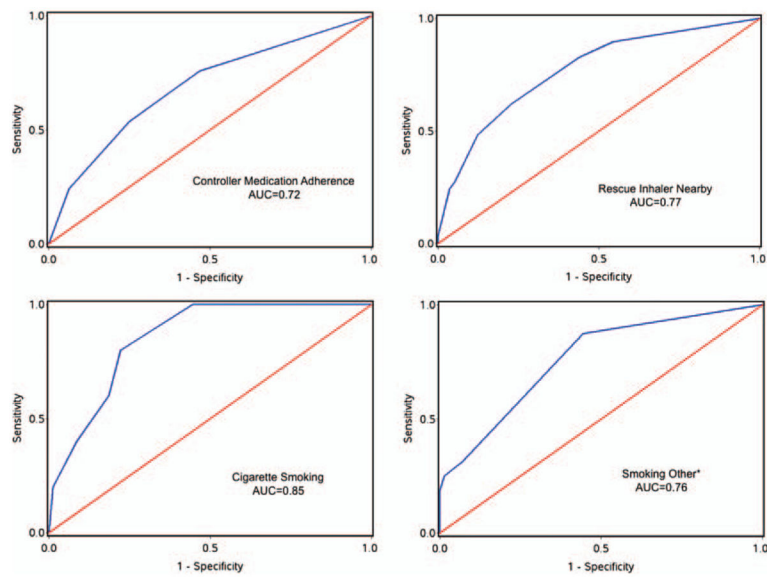 1.0
Sensitivity
0.5
0.0
Controller Medication Adherence
AUC=0.72
0.0
0.5
1.0
1 - Specificity
1.0
Sensitivity
0.5
0.0
Rescue Inhaler Nearby
AUC=0.77
0.0
0.5
1.0
1 - Specificity
1.0
Sensitivity
0.5
0.0
Cigarette Smoking
AUC=0.85
0.0
0.5
1.0
1 - Specificity
1.0
Sensitivity
0.5
0.0
Smoking Other*
AUC=0.76
0.0
0.5
1.0
1 - Specificity